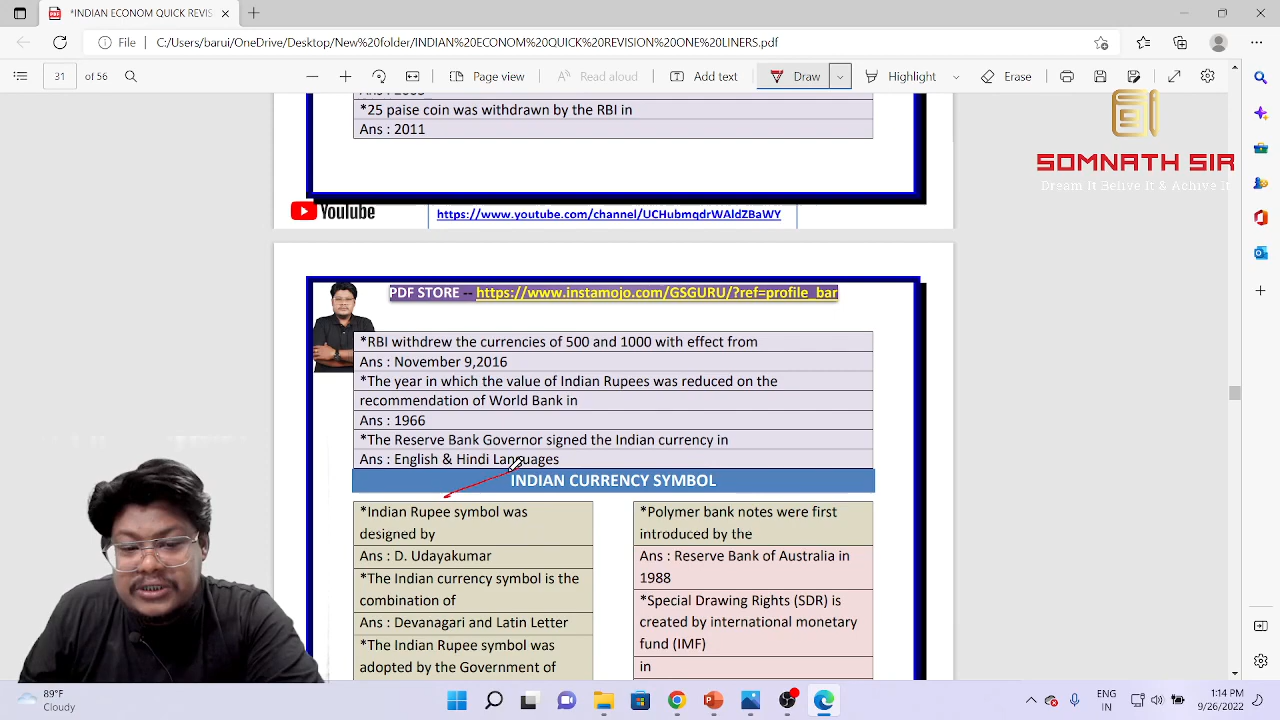 *INDIAN ECONOM QUICK REVIS
File
C:/Users/barui/OneDrive/Desktop/New%20folder/INDIAN%20ECONOM%20QUICK%20REVISION%20ONE%20LINERS.pdf
31 of 56
Page view
Read aloud
Add text
Draw
Highlight
Erase
*25 paise coin was withdrawn by the RBI in
Ans : 2011
SOMNATH SIR
Dream It Belive It & Achive It
YouTube
https://www.youtube.com/channel/UCHubmqdrWAldZBaWY
PDF STORE -- https://www.instamojo.com/GSGURU/?ref=profile_bar
*RBI withdrew the currencies of 500 and 1000 with effect from
Ans : November 9,2016
*The year in which the value of Indian Rupees was reduced on the
recommendation of World Bank in
Ans : 1966
*The Reserve Bank Governor signed the Indian currency in
Ans : English & Hindi Languages
INDIAN CURRENCY SYMBOL
*Indian Rupee symbol was
designed by
Ans : D. Udayakumar
*The Indian currency symbol is the
combination of
Ans : Devanagari and Latin Letter
*The Indian Rupee symbol was
adopted by the Government of
*Polymer bank notes were first
introduced by the
Ans : Reserve Bank of Australia in
1988
*Special Drawing Rights (SDR) is
created by international monetary
fund (IMF)
in
89°F
Cloudy
ENG
IN
1:14 PM
9/26/2022